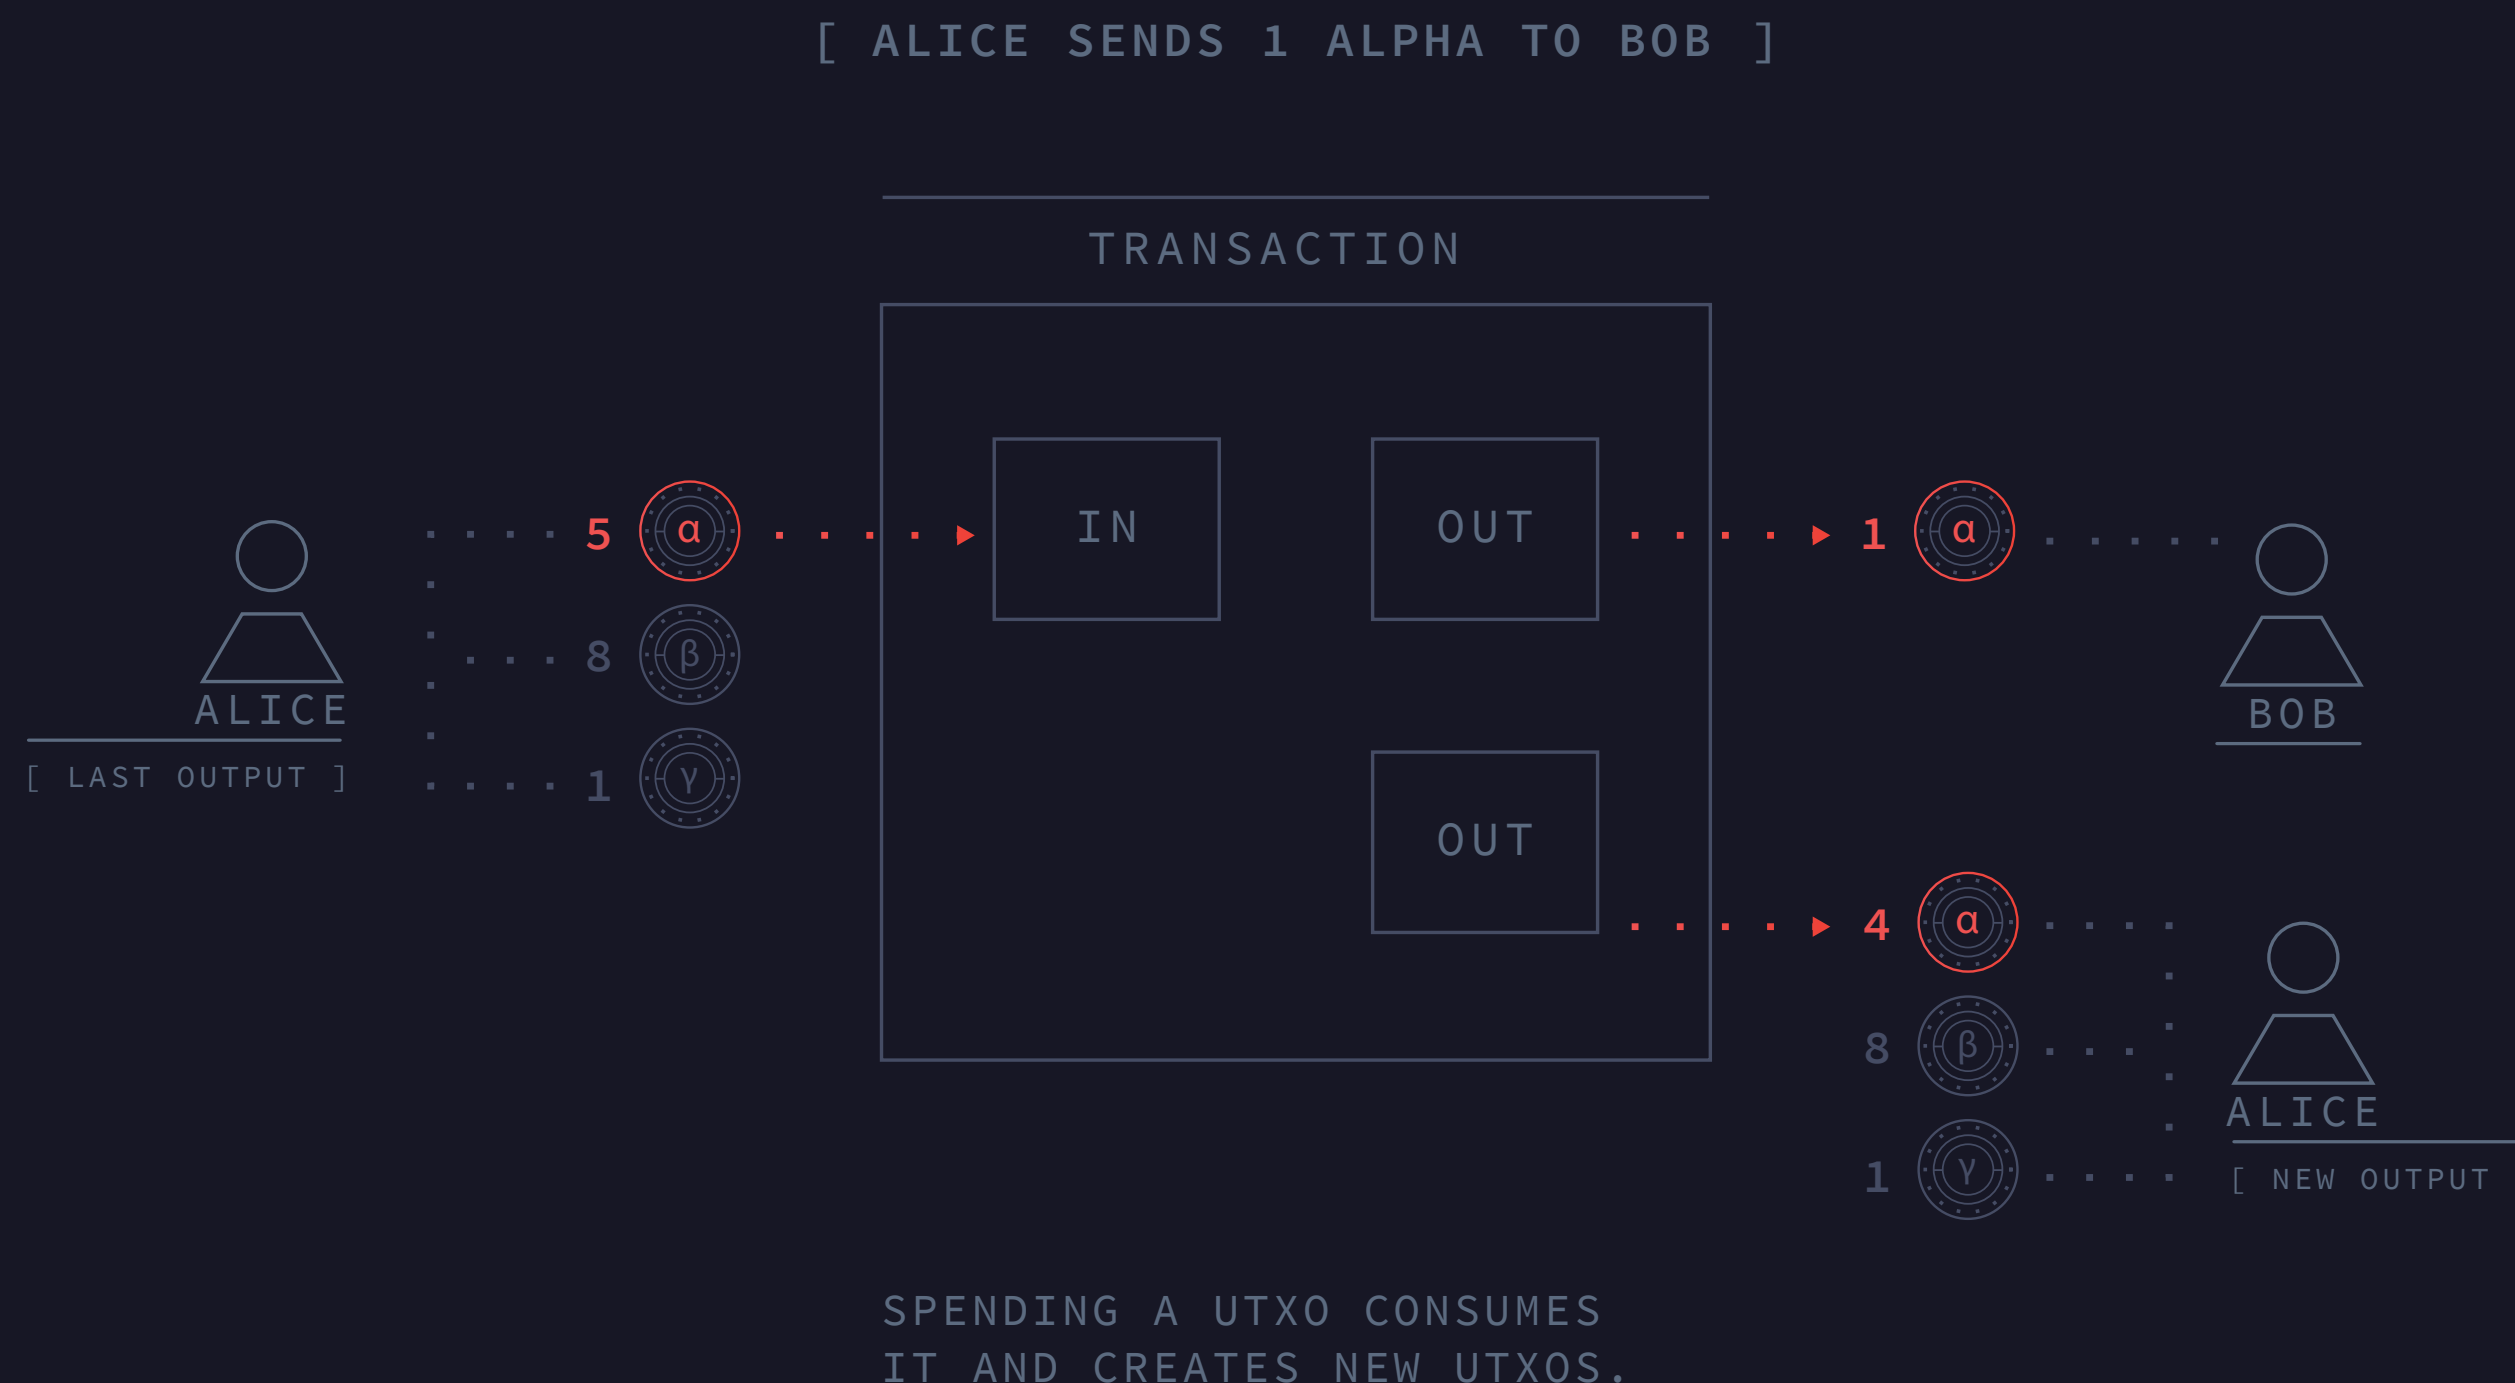 [ ALICE SENDS 1 ALPHA TO BOB ]
TRANSACTION
5 α
8 β
1 γ
ALICE
[ LAST OUTPUT ]
IN
OUT
OUT
1 α
BOB
4 α
8 β
1 γ
ALICE
[ NEW OUTPUT
SPENDING A UTXO CONSUMES
IT AND CREATES NEW UTXOS.